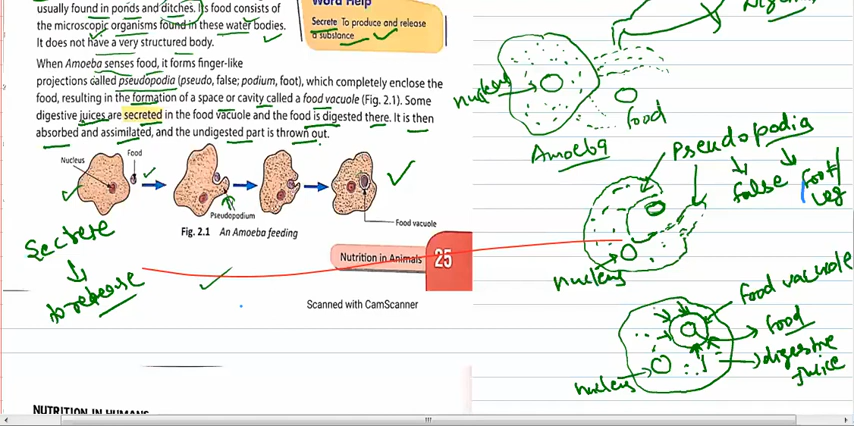 usually found in ponds and ditches. Its food consists of
the microscopic organisms found in these water bodies.
It does not have a very structured body.
When Amoeba senses food, it forms finger-like
projections called pseudopodia (pseudo, false; podium, foot), which completely enclose the
food, resulting in the formation of a space or cavity called a food vacuole (Fig. 2.1). Some
digestive juices are secreted in the food vacuole and the food is digested there. It is then
absorbed and assimilated, and the undigested part is thrown out.
Word Help
Secrete To produce and release
a substance
Nucleus
Food
Pseudopodium
Food vacuole
Fig. 2.1 An Amoeba feeding
Secrete
to release
Nutrition in Animals 25
Scanned with CamScanner
NUTRITION IN HUMANS
nucleus
food
Amoeba
Pseudopodia
false
foot/
leg
nucleus
food vacuole
food
digestive
juice
nucleus